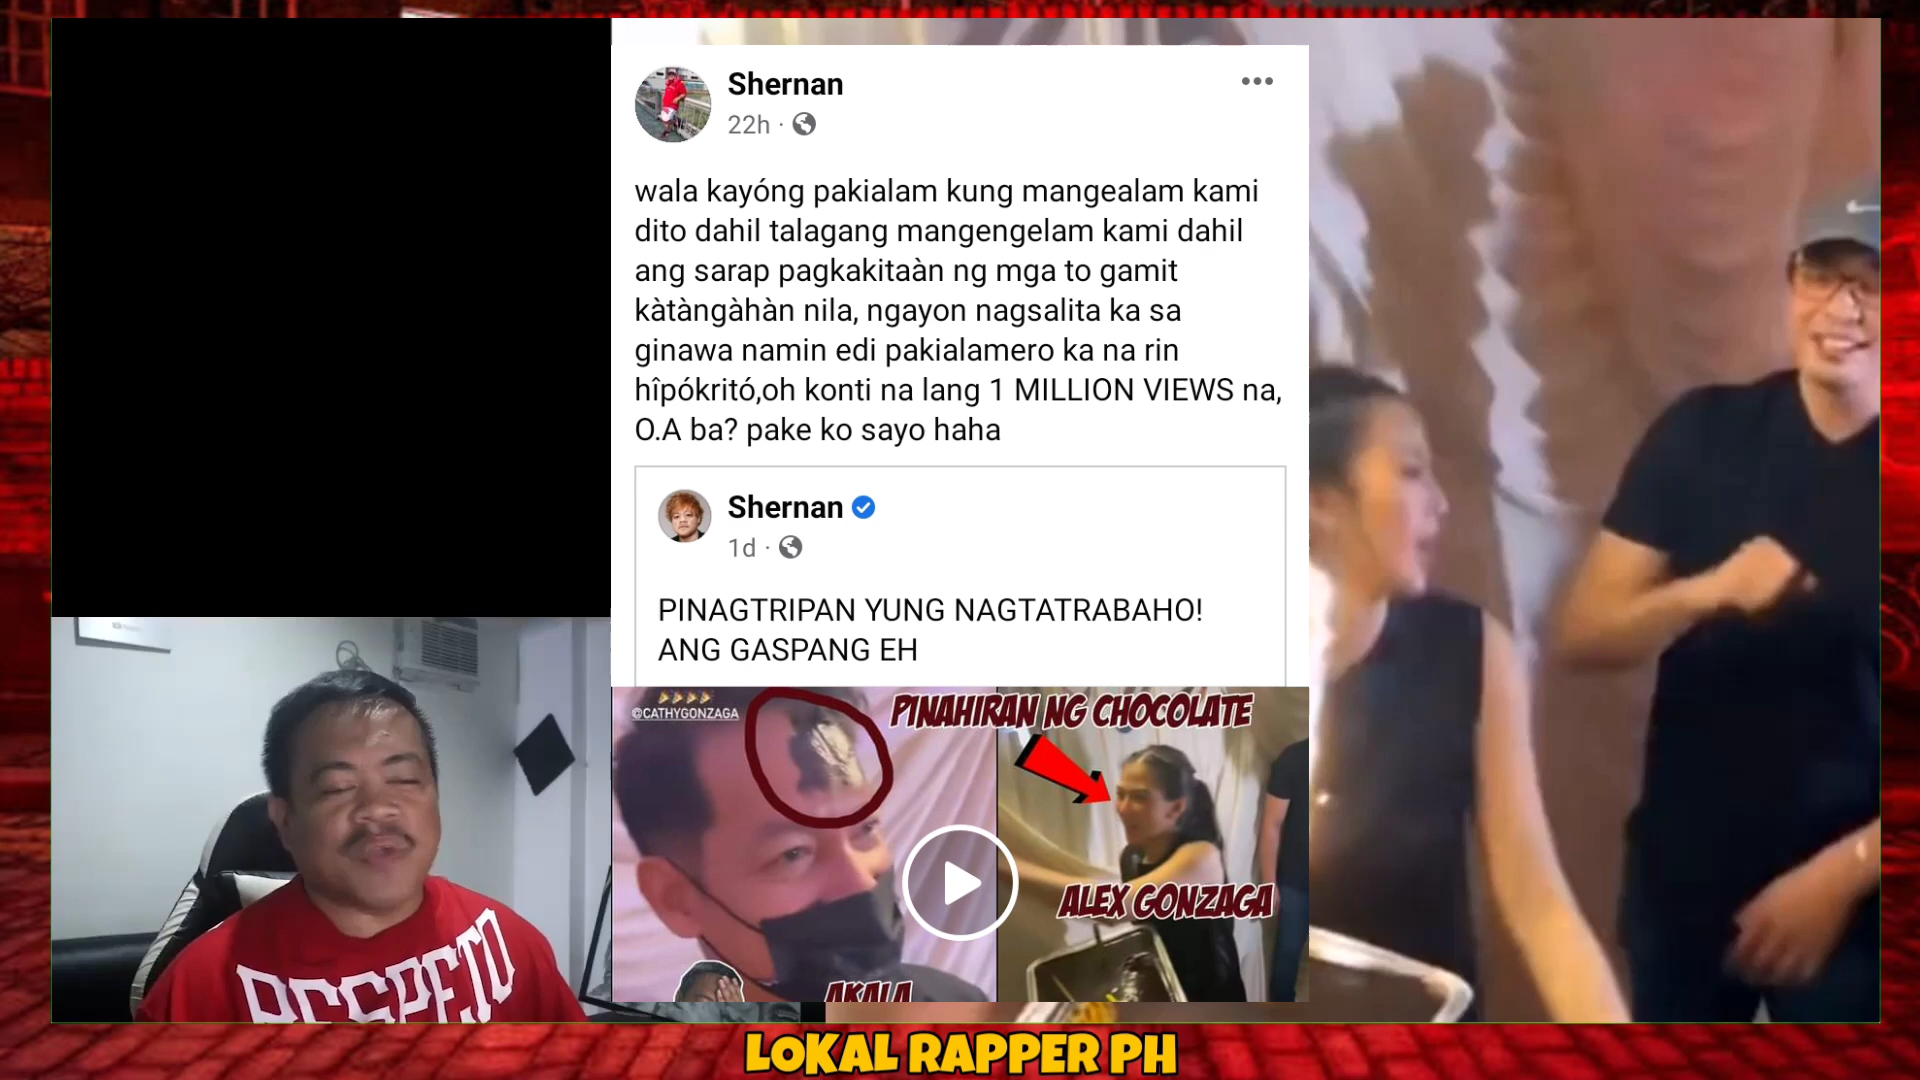 Shernan
22h ·
wala kayóng pakialam kung mangealam kami
dito dahil talagang mangengelam kami dahil
ang sarap pagkakitaàn ng mga to gamit
kàtàngàhàn nila, ngayon nagsalita ka sa
ginawa namin edi pakialamero ka na rin
hîpókritó,oh konti na lang 1 MILLION VIEWS na,
O.A ba? pake ko sayo haha
Shernan
1d ·
PINAGTRIPAN YUNG NAGTATRABAHO!
ANG GASPANG EH
@CATHYGONZAGA
PINAHIRAN NG CHOCOLATE
ALEX GONZAGA
AKALA
RESPETO
LOKAL RAPPER PH